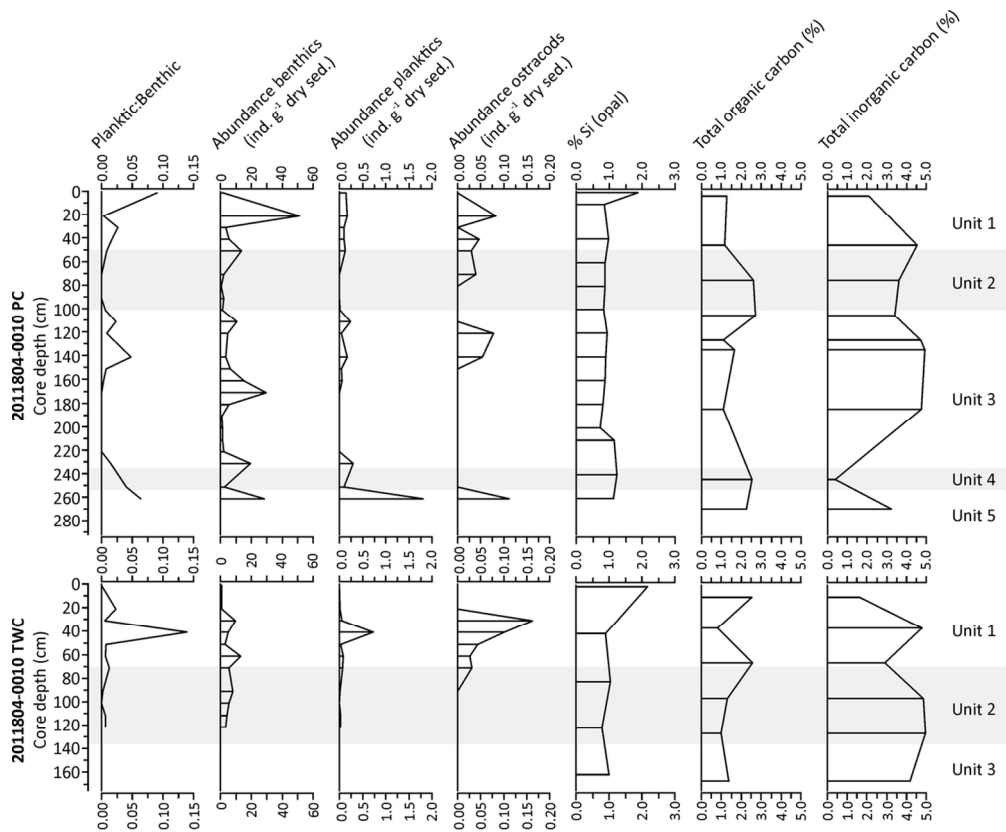 Planktic:Benthic
Abundance benthics
(ind. g⁻¹ dry sed.)
Abundance planktics
(ind. g⁻¹ dry sed.)
Abundance ostracods
(ind. g⁻¹ dry sed.)
% Si (opal)
Total organic carbon (%)
Total inorganic carbon (%)
0.00 0.05 0.10 0.15
0 20 40 60
0.0 0.5 1.0 1.5 2.0
0.00 0.05 0.10 0.15 0.20
0.0 1.0 2.0 3.0
0.0 1.0 2.0 3.0 4.0 5.0
0.0 1.0 2.0 3.0 4.0 5.0
2011804-0010 PC
Core depth (cm)
0
20
40
60
80
100
120
140
160
180
200
220
240
260
280
Unit 1
Unit 2
Unit 3
Unit 4
Unit 5
0.00 0.05 0.10 0.15
0 20 40 60
0.0 0.5 1.0 1.5 2.0
0.00 0.05 0.10 0.15 0.20
0.0 1.0 2.0 3.0
0.0 1.0 2.0 3.0 4.0 5.0
0.0 1.0 2.0 3.0 4.0 5.0
2011804-0010 TWC
Core depth (cm)
0
20
40
60
80
100
120
140
160
Unit 1
Unit 2
Unit 3
0.00 0.05 0.10 0.15
0 20 40 60
0.0 0.5 1.0 1.5 2.0
0.00 0.05 0.10 0.15 0.20
0.0 1.0 2.0 3.0
0.0 1.0 2.0 3.0 4.0 5.0
0.0 1.0 2.0 3.0 4.0 5.0